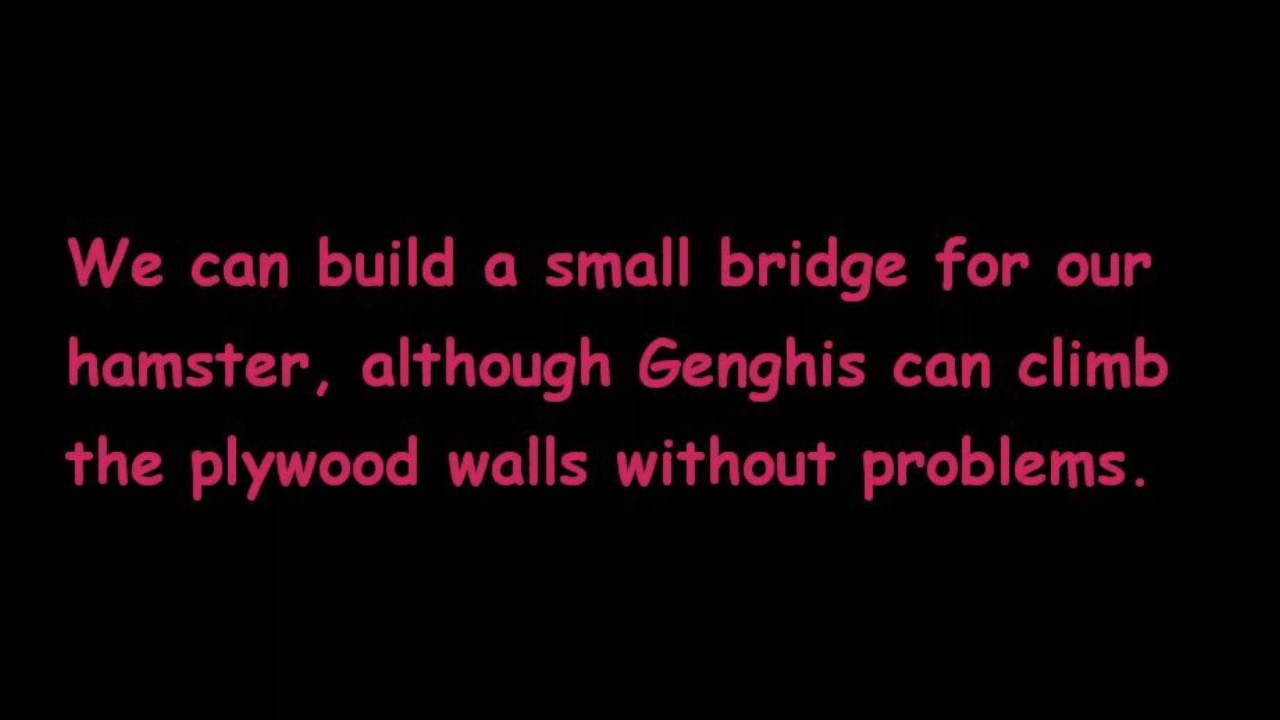 We can build a small bridge for our
hamster, although Genghis can climb
the plywood walls without problems.